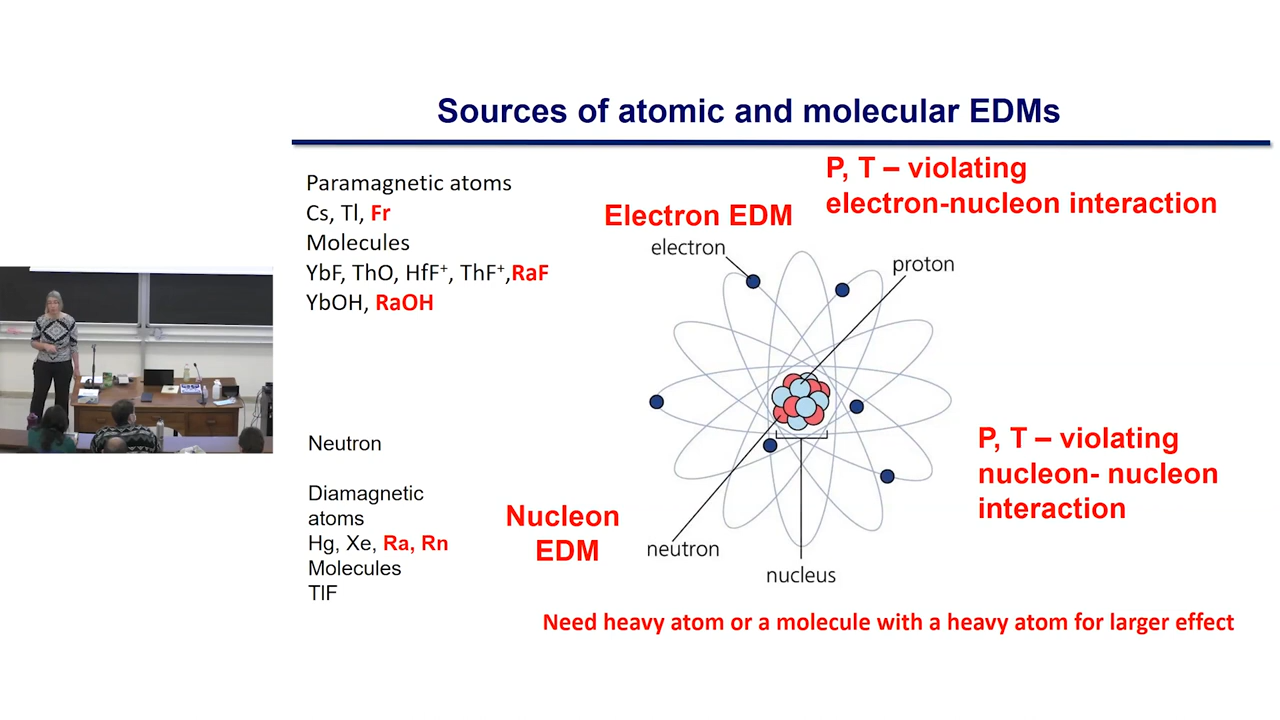 Sources of atomic and molecular EDMs
Paramagnetic atoms
Cs, Tl, Fr
Molecules
YbF, ThO, HfF⁺, ThF⁺,RaF
YbOH, RaOH
Neutron
Diamagnetic
atoms
Hg, Xe, Ra, Rn
Molecules
TlF
Electron EDM
P, T – violating
electron-nucleon interaction
electron
proton
P, T – violating
nucleon- nucleon
interaction
Nucleon
EDM
neutron
nucleus
Need heavy atom or a molecule with a heavy atom for larger effect